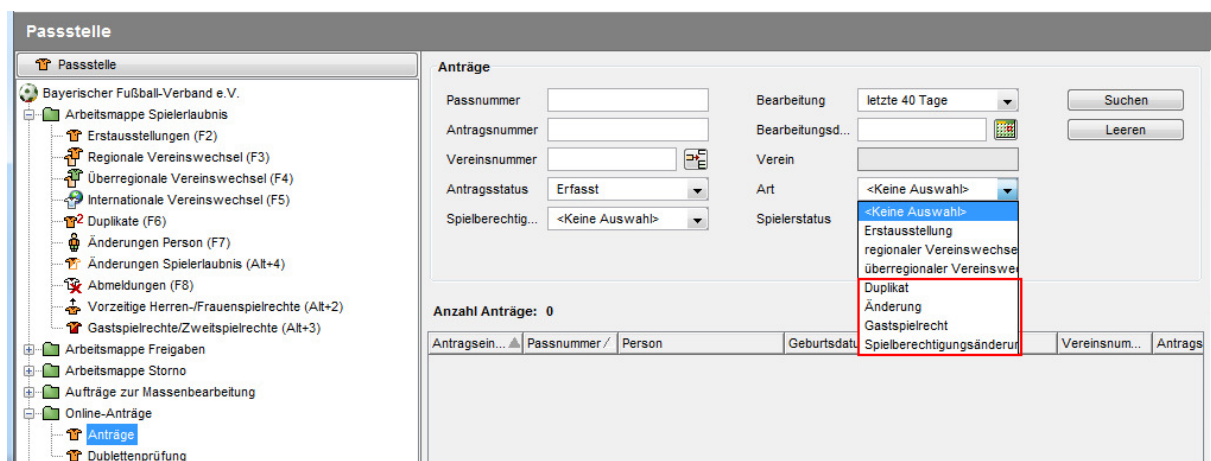 Passstelle
Passstelle
Bayerischer Fußball-Verband e.V.
Arbeitsmappe Spielerlaubnis
Erstausstellungen (F2)
Regionale Vereinswechsel (F3)
Überregionale Vereinswechsel (F4)
Internationale Vereinswechsel (F5)
2 Duplikate (F6)
Änderungen Person (F7)
Änderungen Spielerlaubnis (Alt+4)
Abmeldungen (F8)
Vorzeitige Herren-/Frauenspielrechte (Alt+2)
Gastspielrechte/Zweitspielrechte (Alt+3)
Arbeitsmappe Freigaben
Arbeitsmappe Storno
Aufträge zur Massenbearbeitung
Online-Anträge
Anträge
Dublettenprüfung
Anträge
Passnummer
Bearbeitung letzte 40 Tage
Suchen
Antragsnummer
Bearbeitungsd...
Leeren
Vereinsnummer
Verein
Antragsstatus Erfasst
Art <Keine Auswahl>
Spielberechtig... <Keine Auswahl>
Spielerstatus
<Keine Auswahl>
Erstausstellung
regionaler Vereinswechse
überregionaler Vereinswe
Duplikat
Änderung
Gastspielrecht
Spielberechtigungsänderun
Anzahl Anträge: 0
Antragsein... Passnummer Person Geburtsdatu Vereinsnum... Antrags